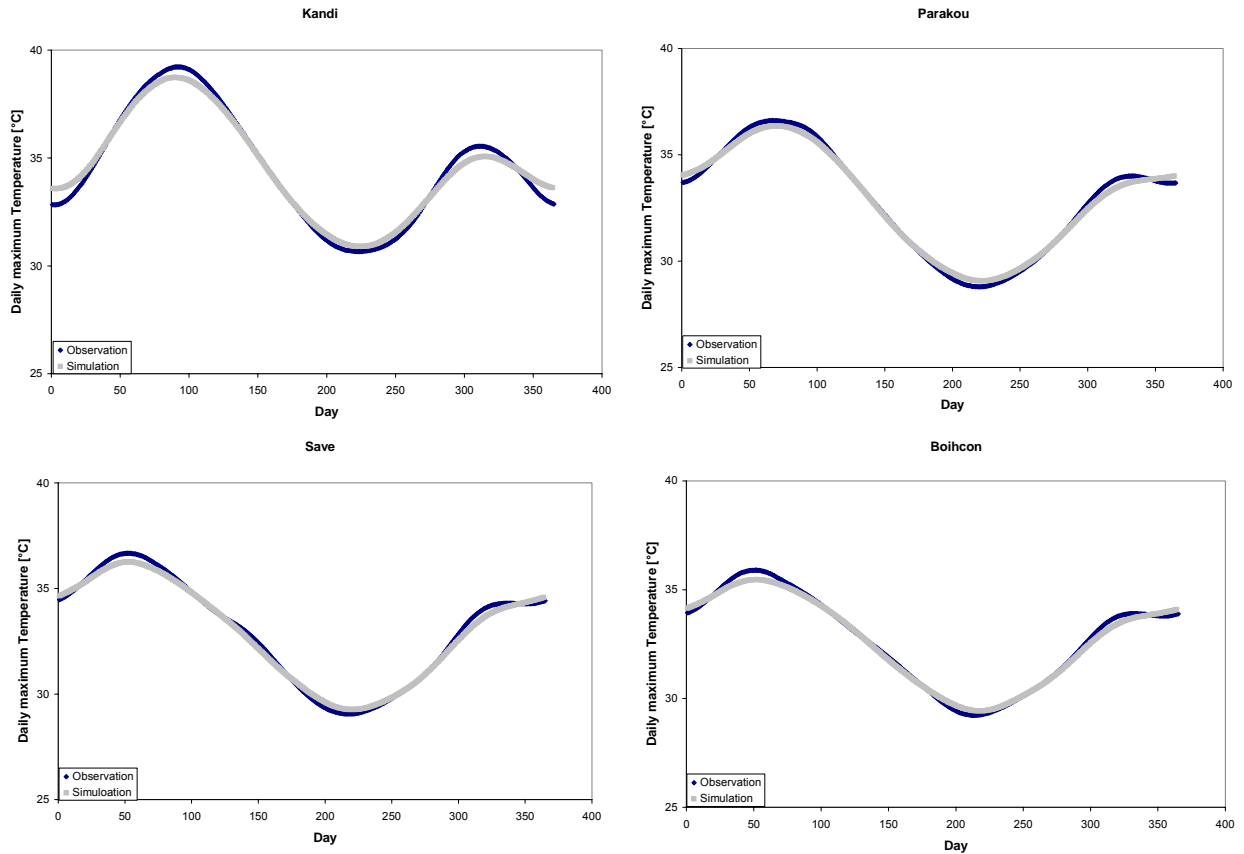 Kandi
Daily maximum Temperature [°C]
40
35
30
25
Observation
Simulation
0 50 100 150 200 250 300 350 400
Day
Parakou
Daily maximum Temperature [°C]
40
35
30
25
Observation
Simulation
0 50 100 150 200 250 300 350 400
Day
Save
Daily maximum Temperature [°C]
40
35
30
25
Observation
Simuloation
0 50 100 150 200 250 300 350 400
Day
Boihcon
Daily maximum Temperature [°C]
40
35
30
25
Observation
Simulation
0 50 100 150 200 250 300 350 400
Day